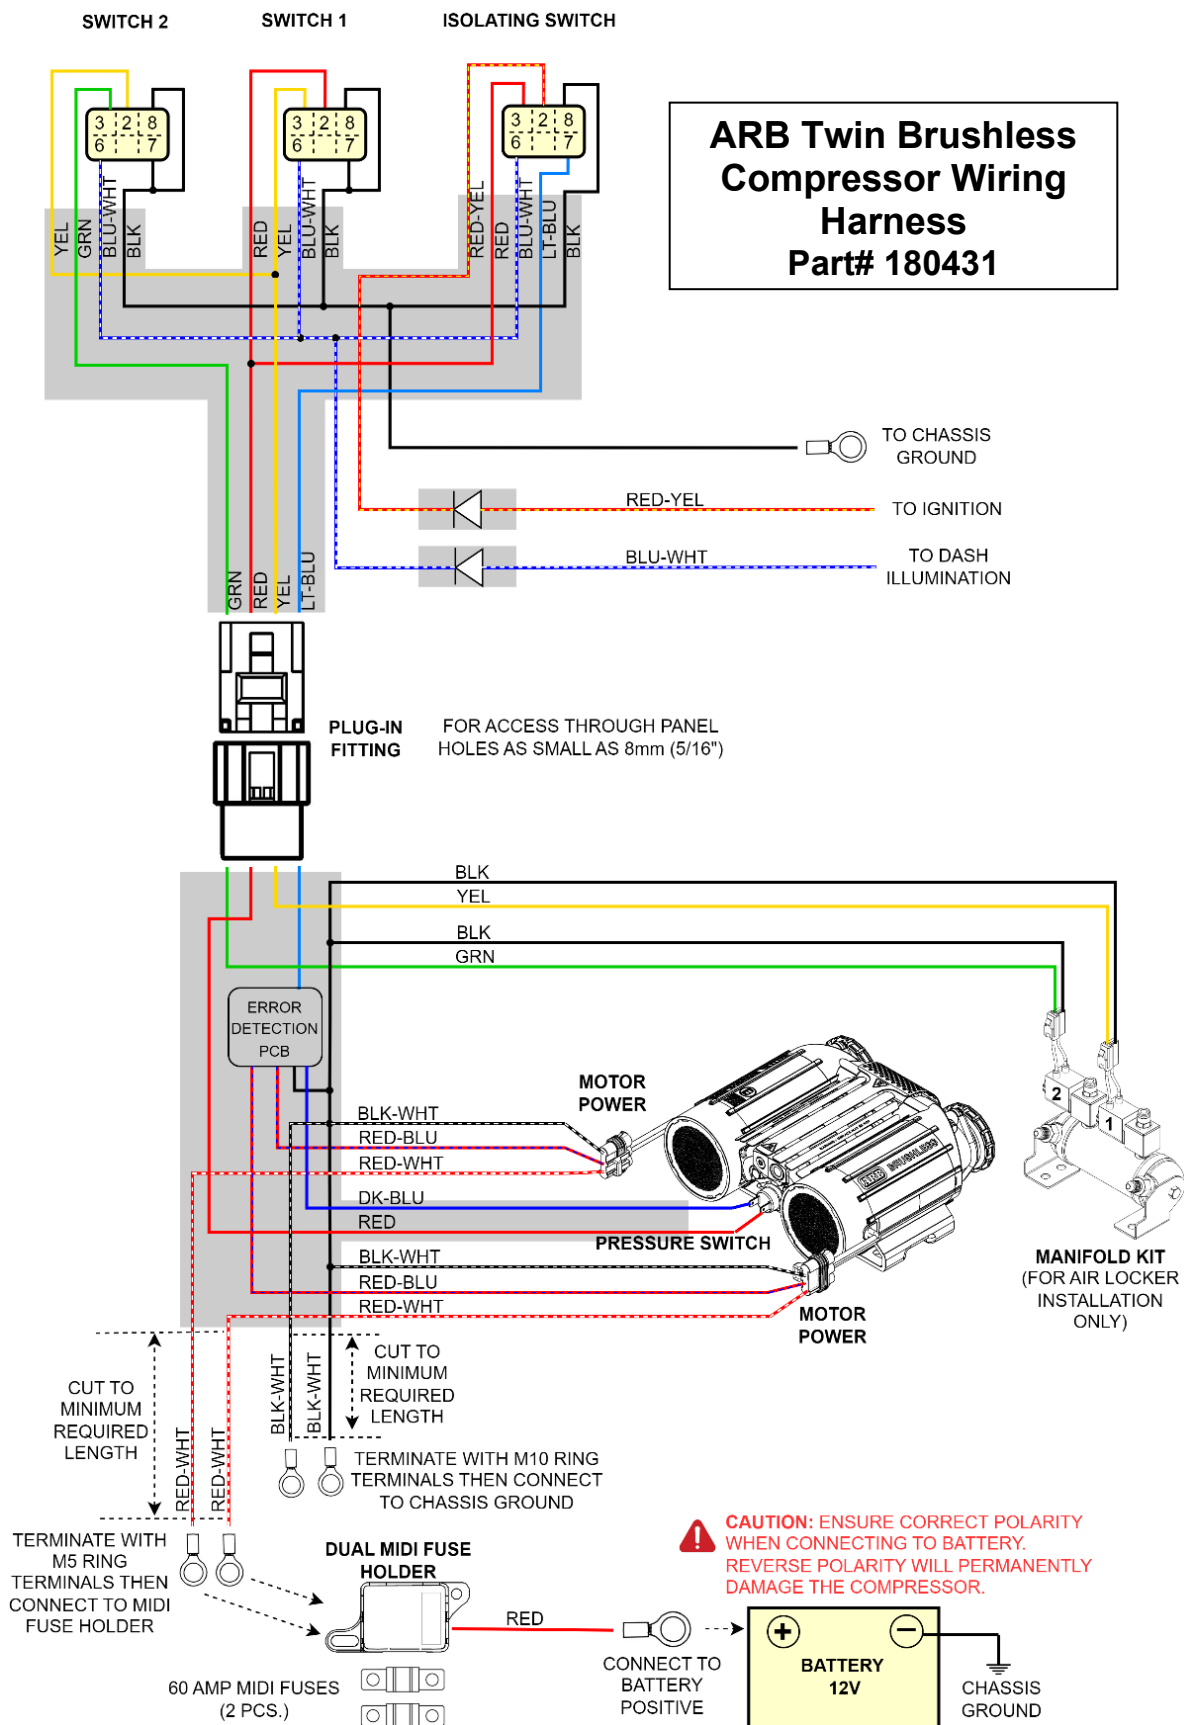 SWITCH 2
SWITCH 1
ISOLATING SWITCH
3 2 8
6 7
3 2 8
6 7
3 2 8
6 7
ARB Twin Brushless
Compressor Wiring
Harness
Part# 180431
YEL
GRN
BLU-WHT
BLK
RED
YEL
BLU-WHT
BLK
RED-YEL
RED
BLU-WHT
LT-BLU
BLK
TO CHASSIS
GROUND
RED-YEL
TO IGNITION
BLU-WHT
TO DASH
ILLUMINATION
GRN
RED
YEL
LT-BLU
PLUG-IN
FITTING
FOR ACCESS THROUGH PANEL
HOLES AS SMALL AS 8mm (5/16")
BLK
YEL
BLK
GRN
ERROR
DETECTION
PCB
MOTOR
POWER
BLK-WHT
RED-BLU
RED-WHT
DK-BLU
RED
PRESSURE SWITCH
BRUSHLESS
2
1
BLK-WHT
RED-BLU
RED-WHT
MOTOR
POWER
MANIFOLD KIT
(FOR AIR LOCKER
INSTALLATION
ONLY)
CUT TO
MINIMUM
REQUIRED
LENGTH
CUT TO
MINIMUM
REQUIRED
LENGTH
RED-WHT
RED-WHT
BLK-WHT
BLK-WHT
TERMINATE WITH M10 RING
TERMINALS THEN CONNECT
TO CHASSIS GROUND
TERMINATE WITH
M5 RING
TERMINALS THEN
CONNECT TO MIDI
FUSE HOLDER
DUAL MIDI FUSE
HOLDER
CAUTION: ENSURE CORRECT POLARITY
WHEN CONNECTING TO BATTERY.
REVERSE POLARITY WILL PERMANENTLY
DAMAGE THE COMPRESSOR.
RED
CONNECT TO
BATTERY
POSITIVE
+ −
BATTERY
12V
CHASSIS
GROUND
60 AMP MIDI FUSES
(2 PCS.)